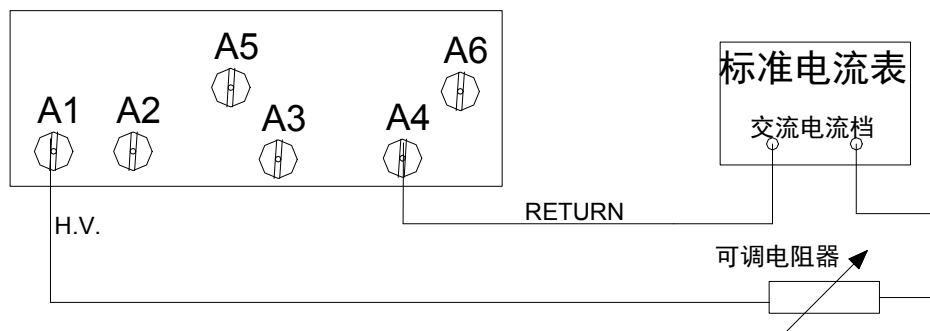 A5
A6
A1
A2
A3
A4
标准电流表
交流电流档
RETURN
H.V.
可调电阻器